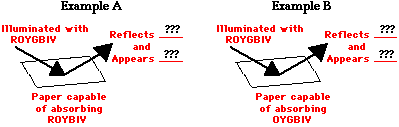 Example A
Illuminated with
ROYGBIV
Reflects ???
and
Appears ???
Paper capable
of absorbing
ROYBIV
Example B
Illuminated with
ROYGBIV
Reflects ???
and
Appears ???
Paper capable
of absorbing
OYGBIV